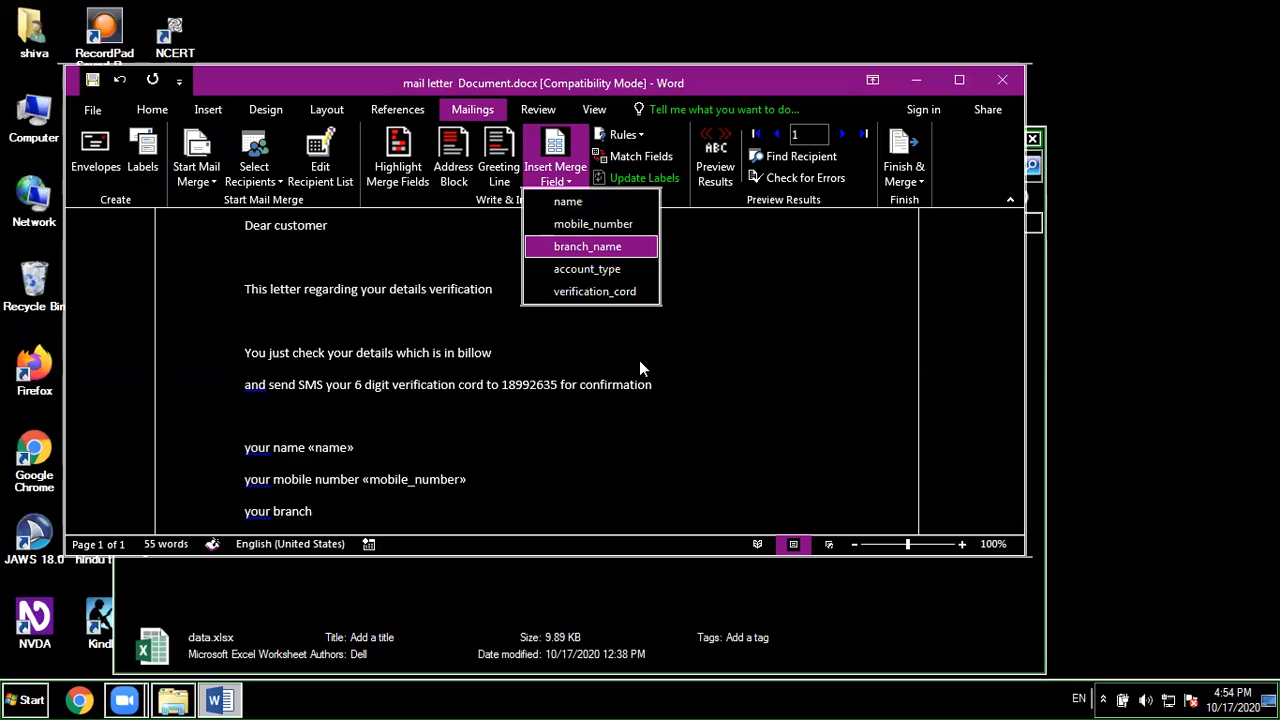 shiva
RecordPad
NCERT
Computer
Network
Recycle Bin
Firefox
Google
Chrome
JAWS 18.0
NVDA
mail letter Document.docx [Compatibility Mode] - Word
File Home Insert Design Layout References Mailings Review View Tell me what you want to do... Sign in Share
Envelopes
Labels
Create
Start Mail
Merge
Select
Recipients
Edit
Recipient List
Start Mail Merge
Highlight
Merge Fields
Address
Block
Greeting
Line
Insert Merge
Field
Rules
Match Fields
Update Labels
Write & I
ABC
Preview
Results
1
Find Recipient
Check for Errors
Preview Results
Finish &
Merge
Finish
name
mobile_number
branch_name
account_type
verification_cord
Dear customer
This letter regarding your details verification
You just check your details which is in billow
and send SMS your 6 digit verification cord to 18992635 for confirmation
your name «name»
your mobile number «mobile_number»
your branch
Page 1 of 1 55 words English (United States) 100%
hindu t
Kindl
data.xlsx Title: Add a title Size: 9.89 KB Tags: Add a tag
Microsoft Excel Worksheet Authors: Dell Date modified: 10/17/2020 12:38 PM
Start
EN
4:54 PM
10/17/2020